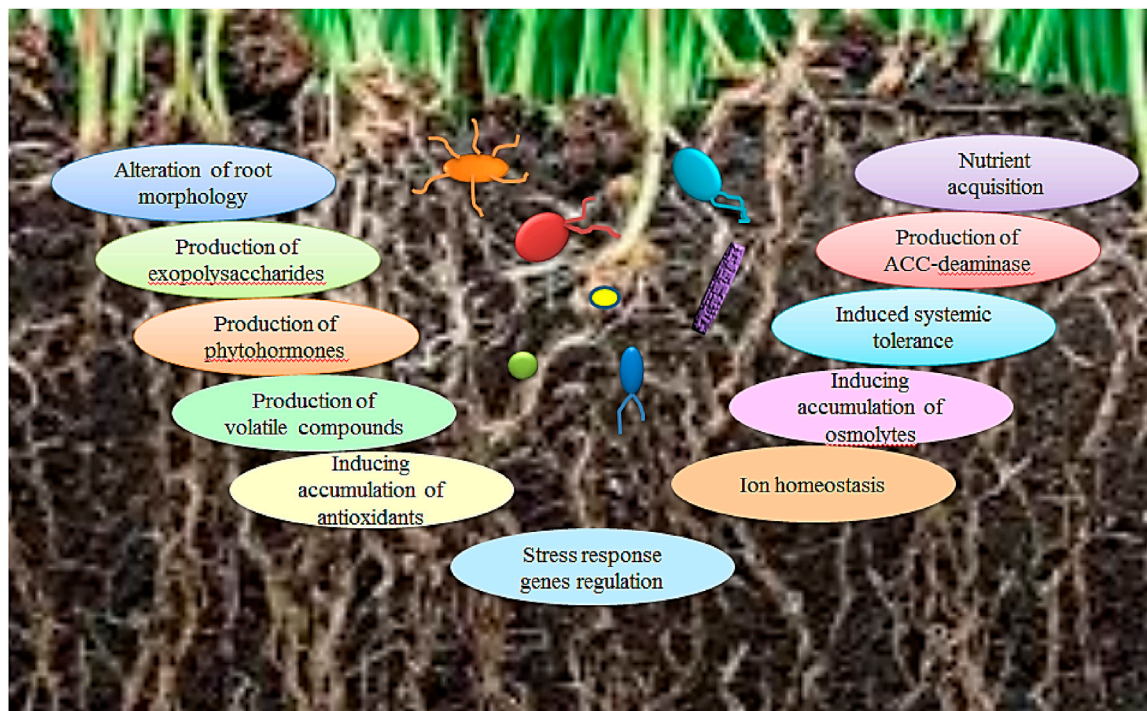 Alteration of root
morphology
Production of
exopolysaccharides
Production of
phytohormones
Production of
volatile compounds
Inducing
accumulation of
antioxidants
Stress response
genes regulation
Nutrient
acquisition
Production of
ACC-deaminase
Induced systemic
tolerance
Inducing
accumulation of
osmolytes
Ion homeostasis